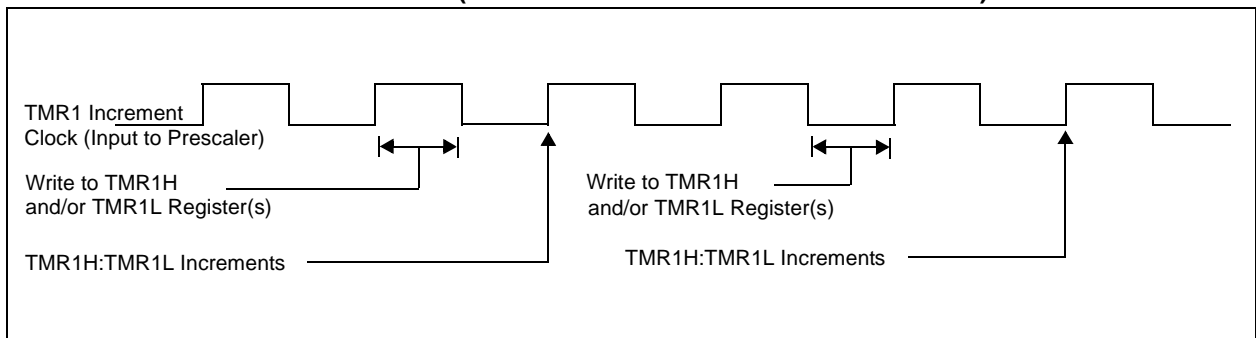 TMR1 Increment
Clock (Input to Prescaler)
Write to TMR1H
and/or TMR1L Register(s)
TMR1H:TMR1L Increments
Write to TMR1H
and/or TMR1L Register(s)
TMR1H:TMR1L Increments